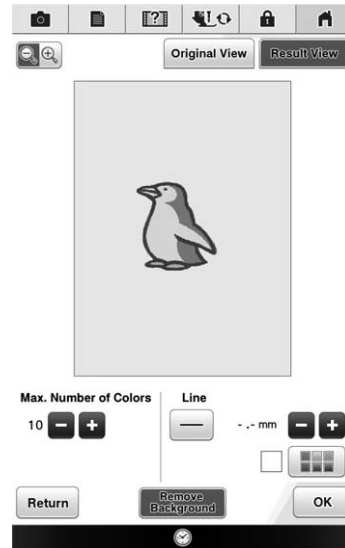 Original View
Result View
Max. Number of Colors
Line
10
-.- mm
Return
Remove
Background
OK